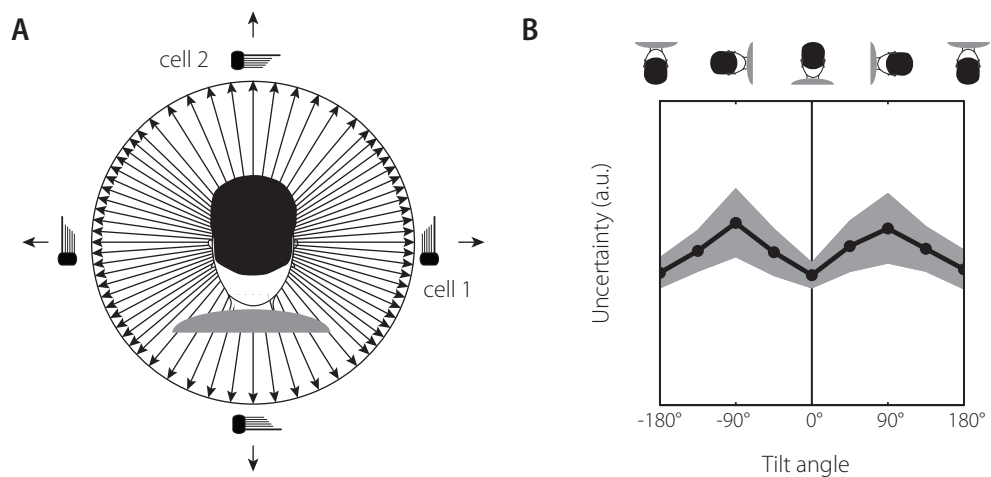 A
cell 2
cell 1
B
Uncertainty (a.u.)
-180° -90° 0° 90° 180°
Tilt angle